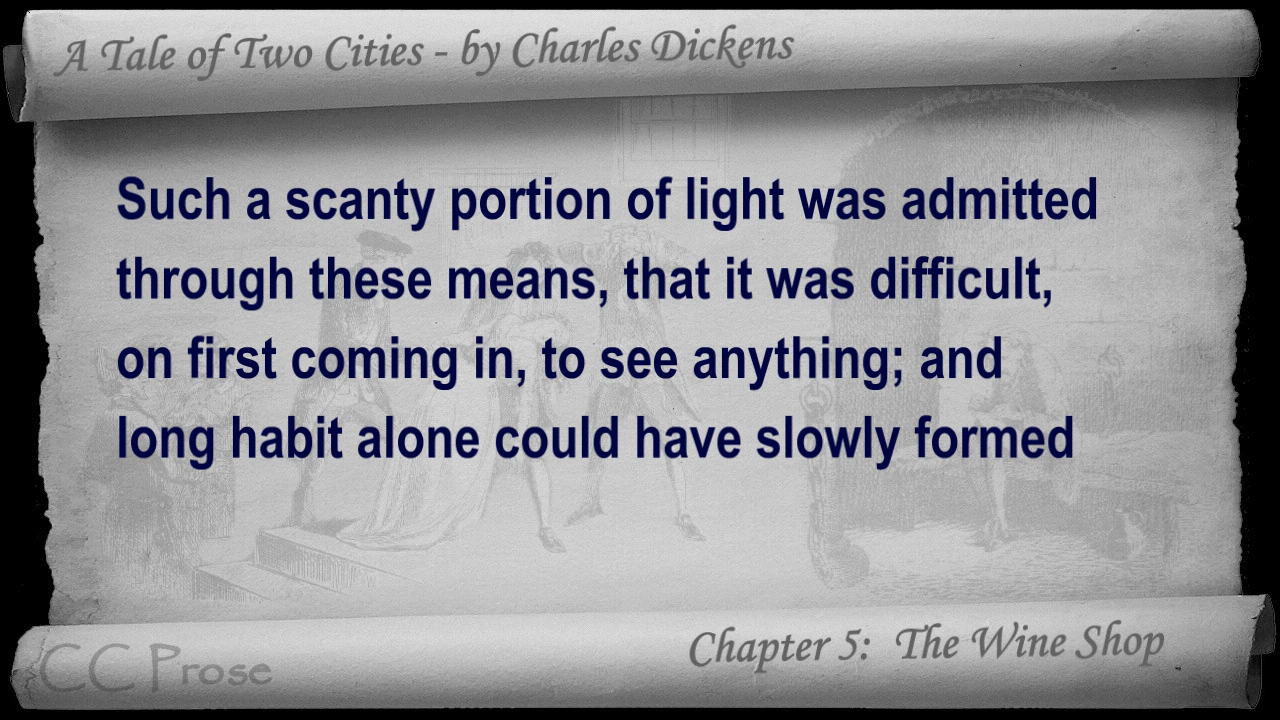 A Tale of Two Cities - by Charles Dickens
Such a scanty portion of light was admitted
through these means, that it was difficult,
on first coming in, to see anything; and
long habit alone could have slowly formed
Chapter 5: The Wine Shop
CC Prose